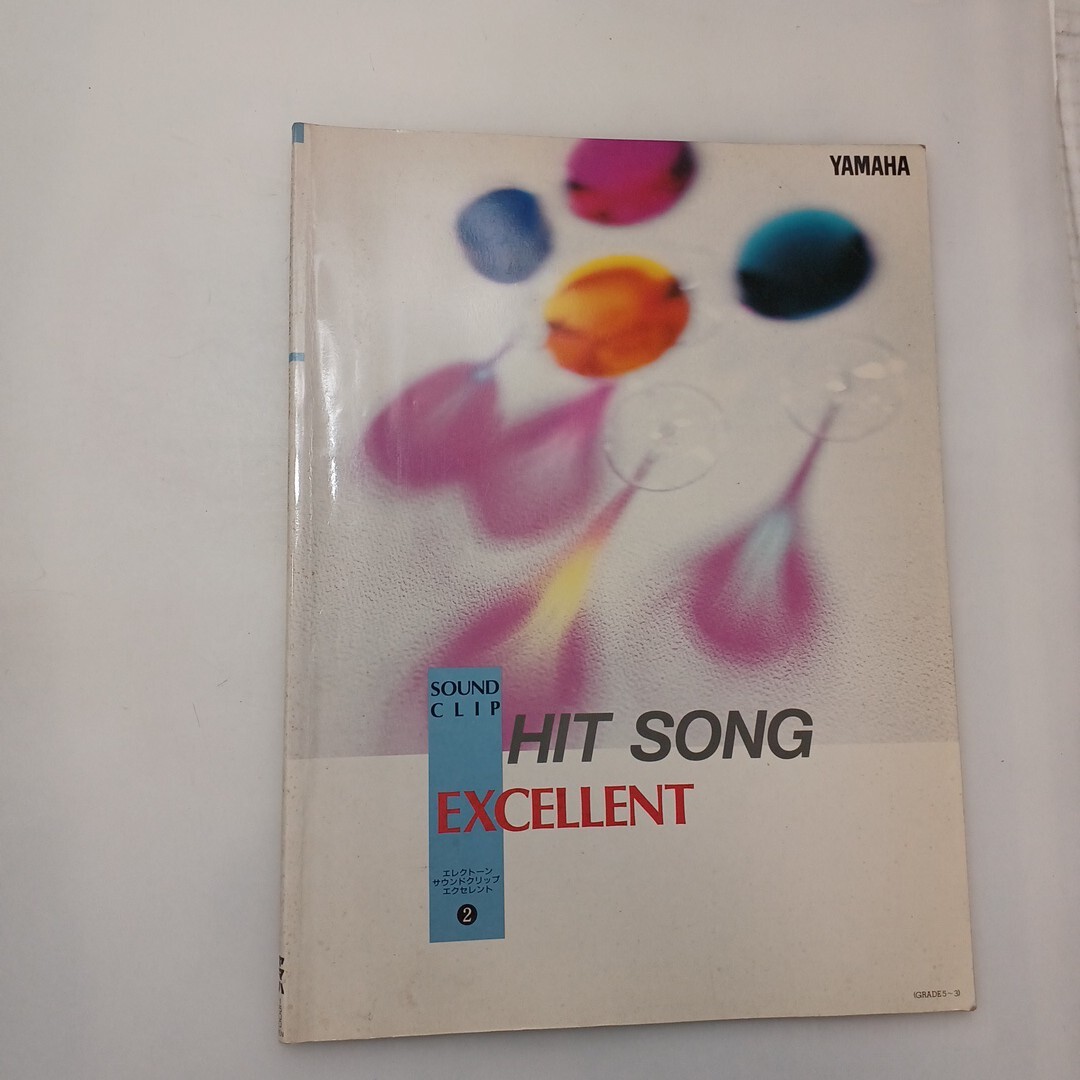 YAMAHA
SOUND
CLIP
HIT SONG
EXCELLENT
エレクトーン
サウンドクリップ
エクセレント
2
(GRADE5~3)